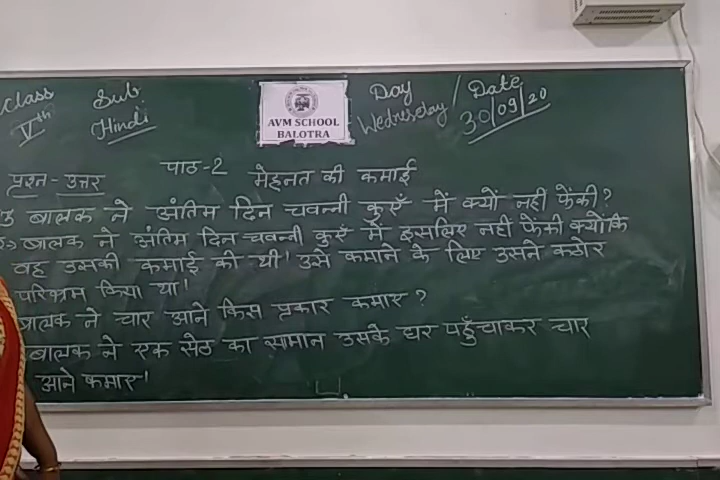 Class Sub Day / Date
Vth Hindi Wednesday 30/09/20
AVM SCHOOL
BALOTRA
पाठ-2 मेहनत की कमाई
प्रश्न-उत्तर
बालक ने अंतिम दिन चवन्नी कुएँ में क्यों नहीं फेंकी?
बालक ने अंतिम दिन चवन्नी कुएँ में इसलिए नहीं फेंकी क्योंकि
वह उसकी कमाई की थी। उसे कमाने के लिए उसने कठोर
परिश्रम किया था।
बालक ने चार आने किस प्रकार कमाए?
बालक ने एक सेठ का सामान उसके घर पहुँचाकर चार
आने कमाए।